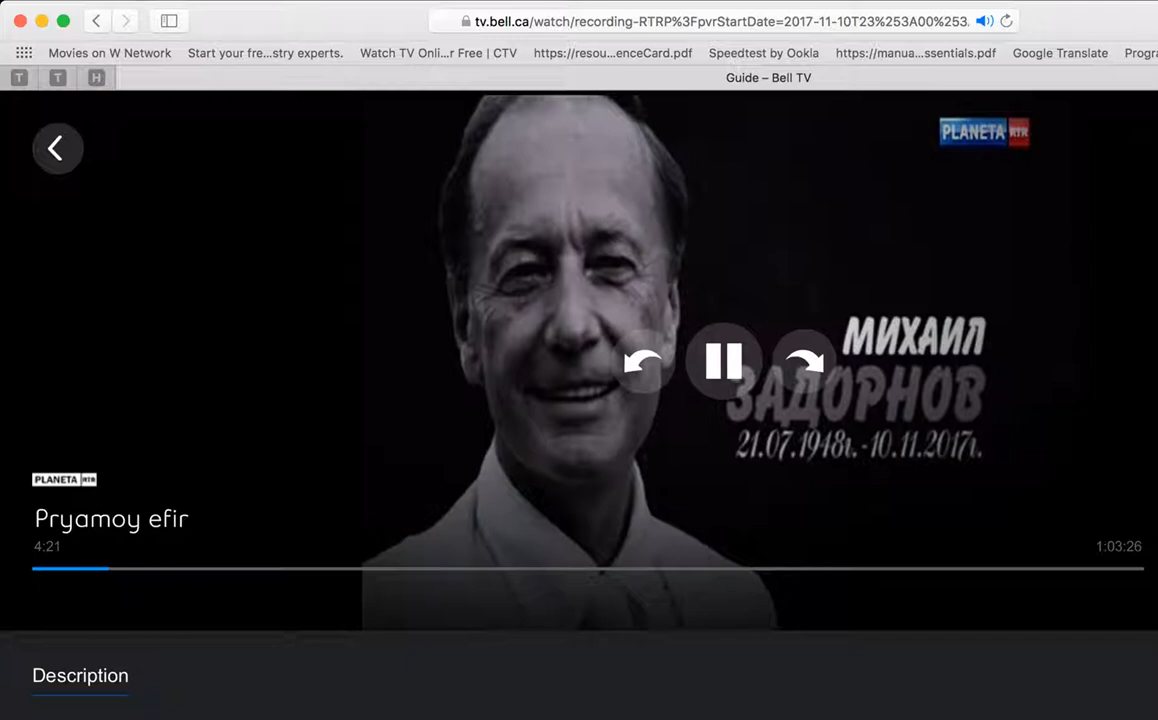 tv.bell.ca/watch/recording-RTRP%3FpvrStartDate=2017-11-10T23%253A00%253.
Movies on W Network
Start your fre...stry experts.
Watch TV Onli...r Free | CTV
https://resou...enceCard.pdf
Speedtest by Ookla
https://manua...ssentials.pdf
Google Translate
Progra
T
T
H
Guide – Bell TV
PLANETA RTR
МИХАИЛ
ЗАДОРНОВ
21.07.1948г.-10.11.2017г.
PLANETA RTR
Pryamoy efir
4:21
1:03:26
Description